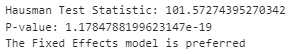 Hausman Test Statistic: 101.57274395270342
P-value: 1.1784788199623147e-19
The Fixed Effects model is preferred